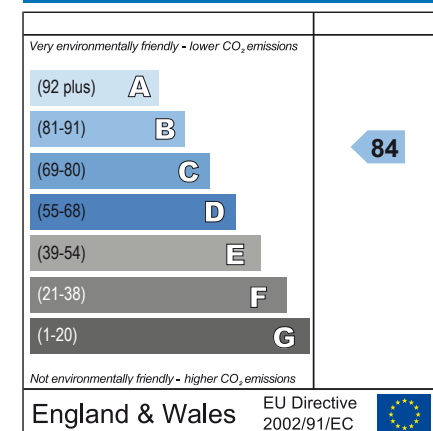 Very environmentally friendly - lower CO₂ emissions
(92 plus) A
(81-91) B
84
(69-80) C
(55-68) D
(39-54) E
(21-38) F
(1-20) G
Not environmentally friendly - higher CO₂ emissions
England & Wales
EU Directive
2002/91/EC